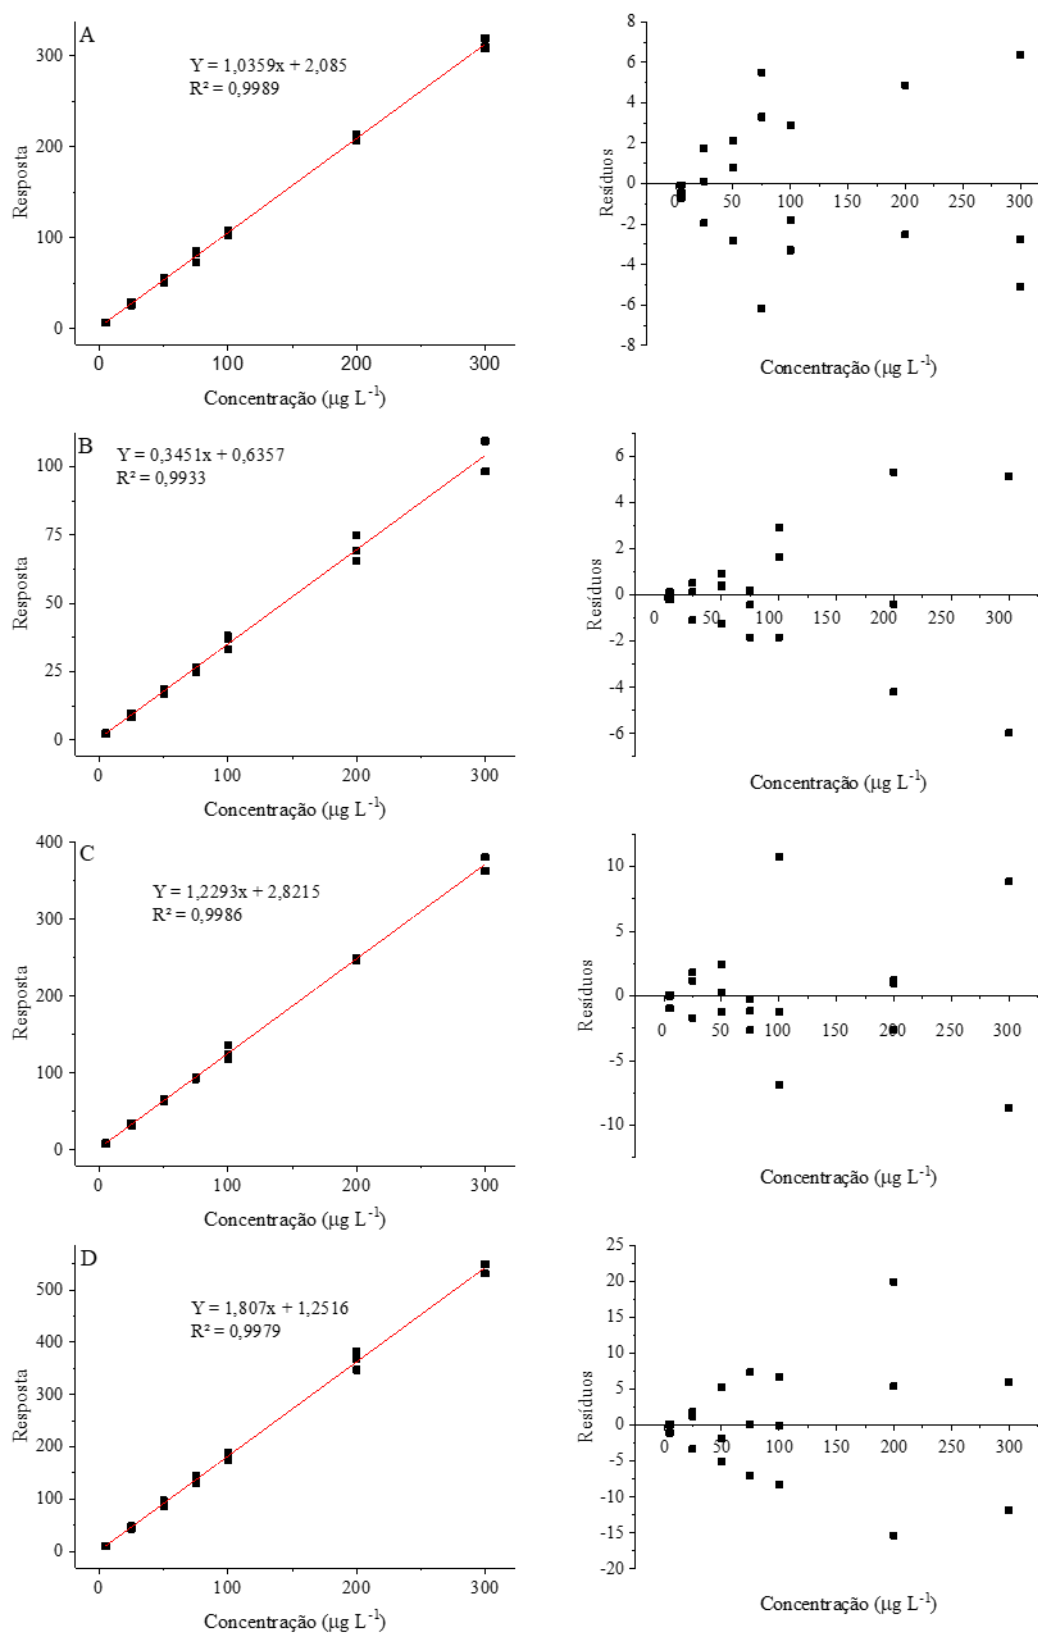 A
Y = 1,0359x + 2,085
R² = 0,9989
Resposta
300
200
100
0
0 100 200 300
Concentração (µg L⁻¹)
Resíduos
8
6
4
2
0
-2
-4
-6
-8
0 50 100 150 200 250 300
Concentração (µg L⁻¹)
B
Y = 0,3451x + 0,6357
R² = 0,9933
Resposta
100
75
50
25
0
0 100 200 300
Concentração (µg L⁻¹)
Resíduos
6
4
2
0
-2
-4
-6
0 50 100 150 200 250 300
Concentração (µg L⁻¹)
C
Y = 1,2293x + 2,8215
R² = 0,9986
Resposta
400
300
200
100
0
0 100 200 300
Concentração (µg L⁻¹)
Resíduos
10
5
0
-5
-10
0 50 100 150 200 250 300
Concentração (µg L⁻¹)
D
Y = 1,807x + 1,2516
R² = 0,9979
Resposta
500
400
300
200
100
0
0 100 200 300
Concentração (µg L⁻¹)
Resíduos
25
20
15
10
5
0
-5
-10
-15
-20
0 50 100 150 200 250 300
Concentração (µg L⁻¹)